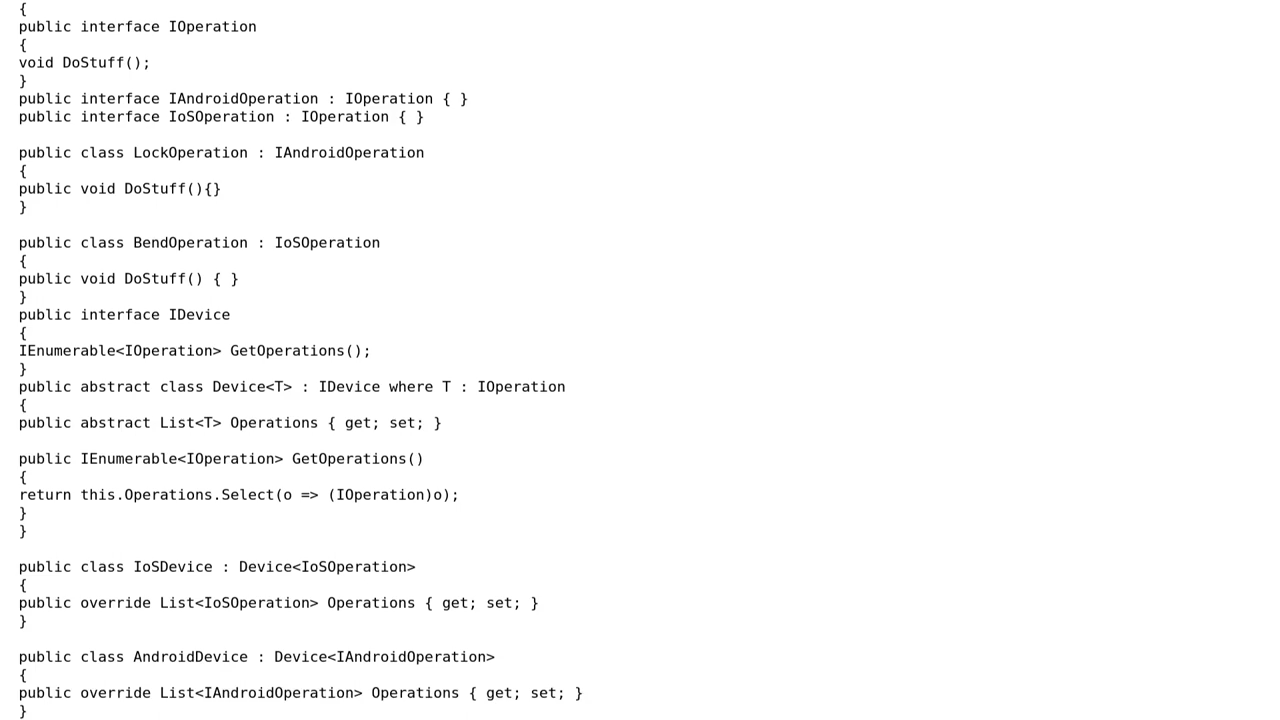 {
public interface IOperation
{
void DoStuff();
}
public interface IAndroidOperation : IOperation { }
public interface IoSOperation : IOperation { }
public class LockOperation : IAndroidOperation
{
public void DoStuff(){}
}
public class BendOperation : IoSOperation
{
public void DoStuff() { }
}
public interface IDevice
{
IEnumerable<IOperation> GetOperations();
}
public abstract class Device<T> : IDevice where T : IOperation
{
public abstract List<T> Operations { get; set; }
public IEnumerable<IOperation> GetOperations()
{
return this.Operations.Select(o => (IOperation)o);
}
}
public class IoSDevice : Device<IoSOperation>
{
public override List<IoSOperation> Operations { get; set; }
}
public class AndroidDevice : Device<IAndroidOperation>
{
public override List<IAndroidOperation> Operations { get; set; }
}